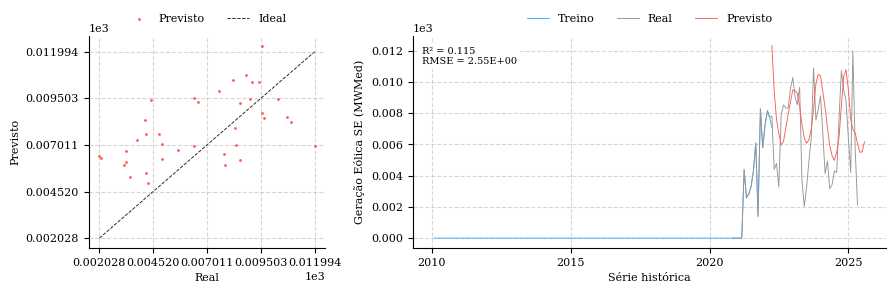 Previsto Ideal
1e3
0.011994
0.009503
0.007011
0.004520
0.002028
Previsto
0.002028 0.004520 0.007011 0.009503 0.011994
Real
1e3
Treino Real Previsto
1e3
R² = 0.115
RMSE = 2.55E+00
0.012
0.010
0.008
0.006
0.004
0.002
0.000
Geração Eólica SE (MWMed)
2010 2015 2020 2025
Série histórica